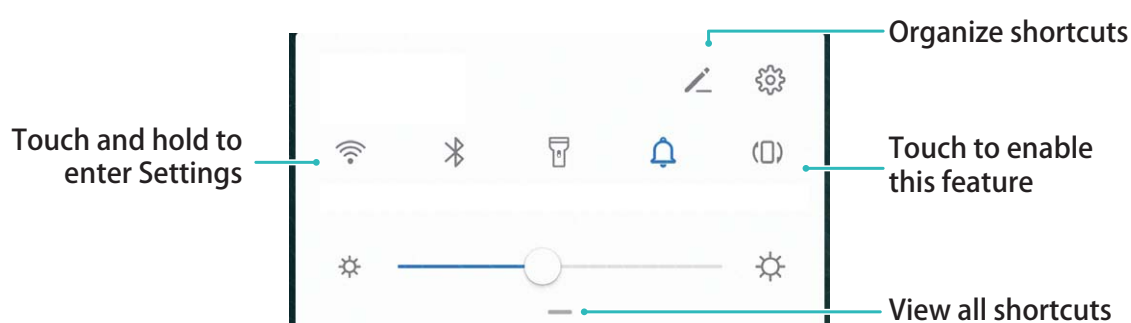 Organize shortcuts
Touch and hold to
enter Settings
Touch to enable
this feature
View all shortcuts